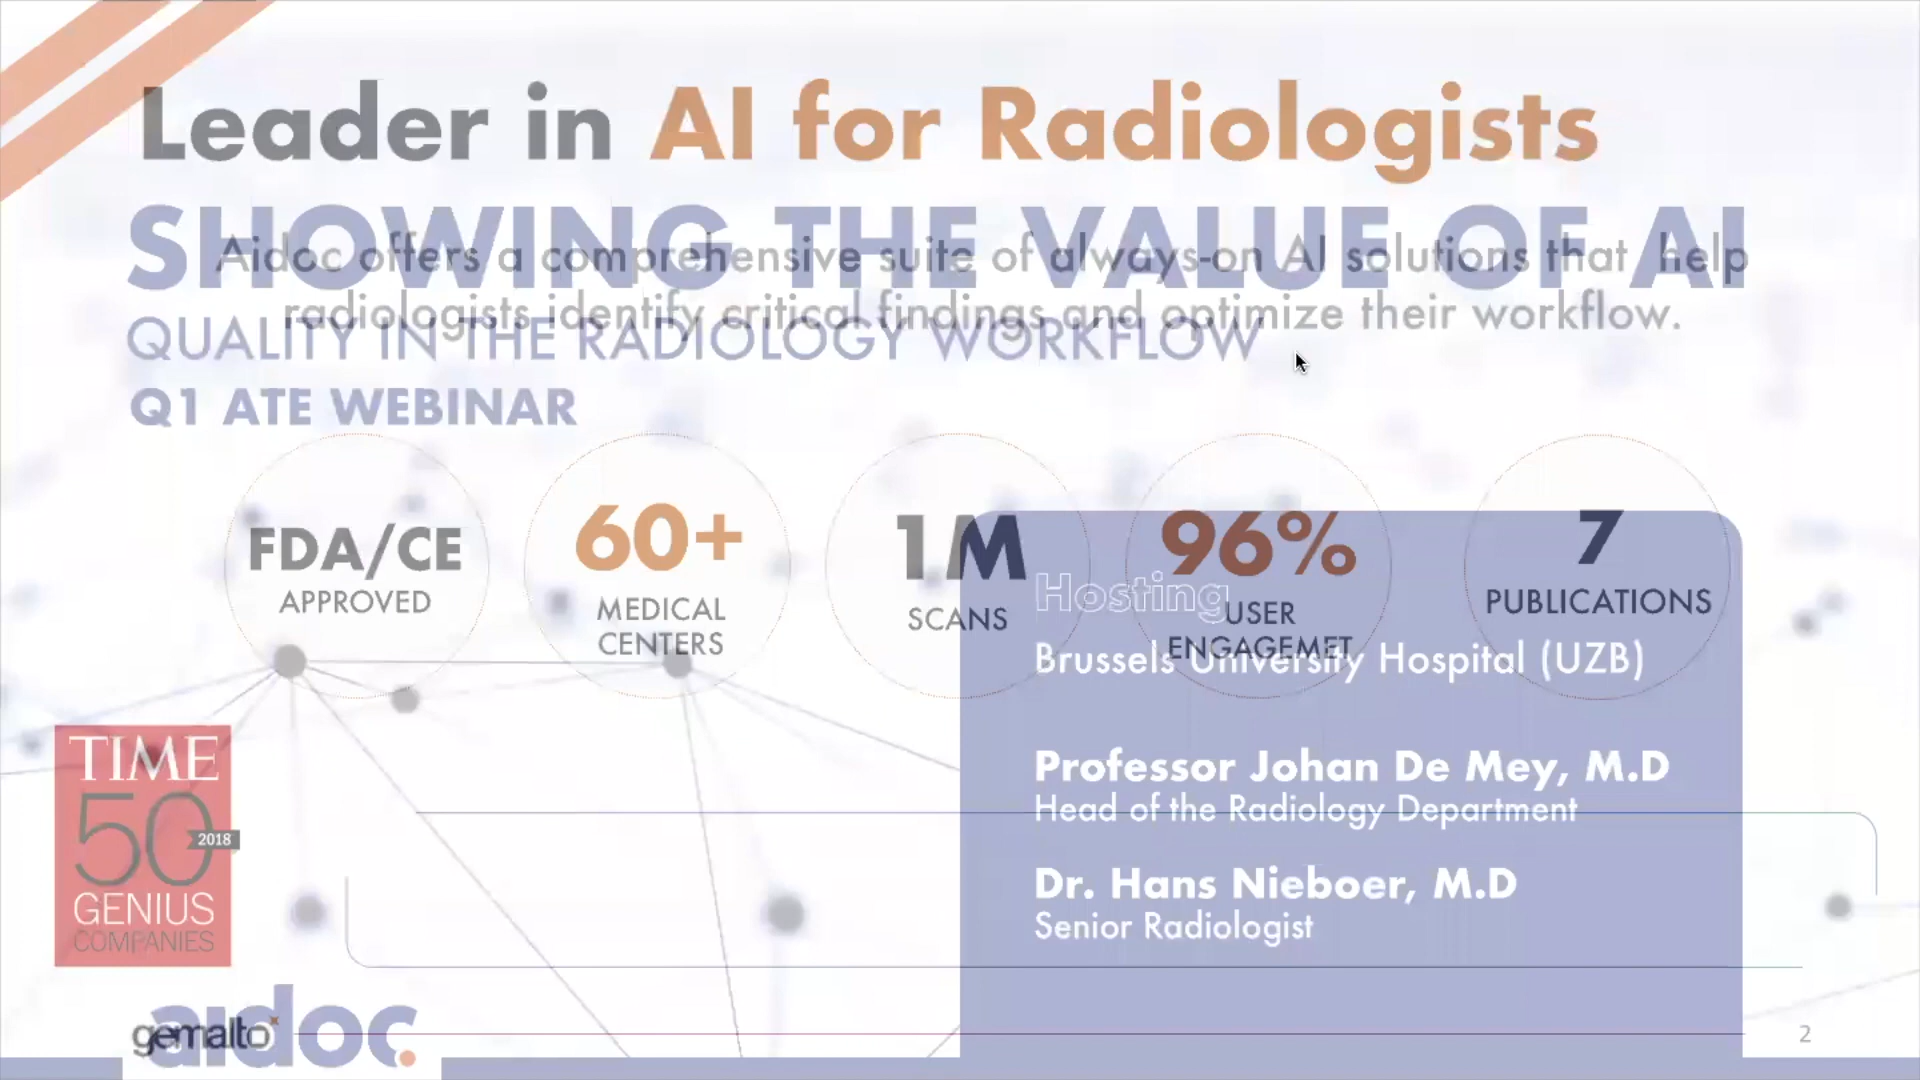 Leader in AI for Radiologists
SHOWING THE VALUE OF AI
Aidoc offers a comprehensive suite of always-on AI solutions that help
radiologists identify critical findings and optimize their workflow.
QUALITY IN THE RADIOLOGY WORKFLOW
Q1 ATE WEBINAR
FDA/CE
APPROVED
60+
MEDICAL
CENTERS
1M
SCANS
96%
USER
ENGAGEMET
7
PUBLICATIONS
Hosting
Brussels University Hospital (UZB)
Professor Johan De Mey, M.D
Head of the Radiology Department
Dr. Hans Nieboer, M.D
Senior Radiologist
TIME
50
2018
GENIUS
COMPANIES
gemalto
aidoc
2